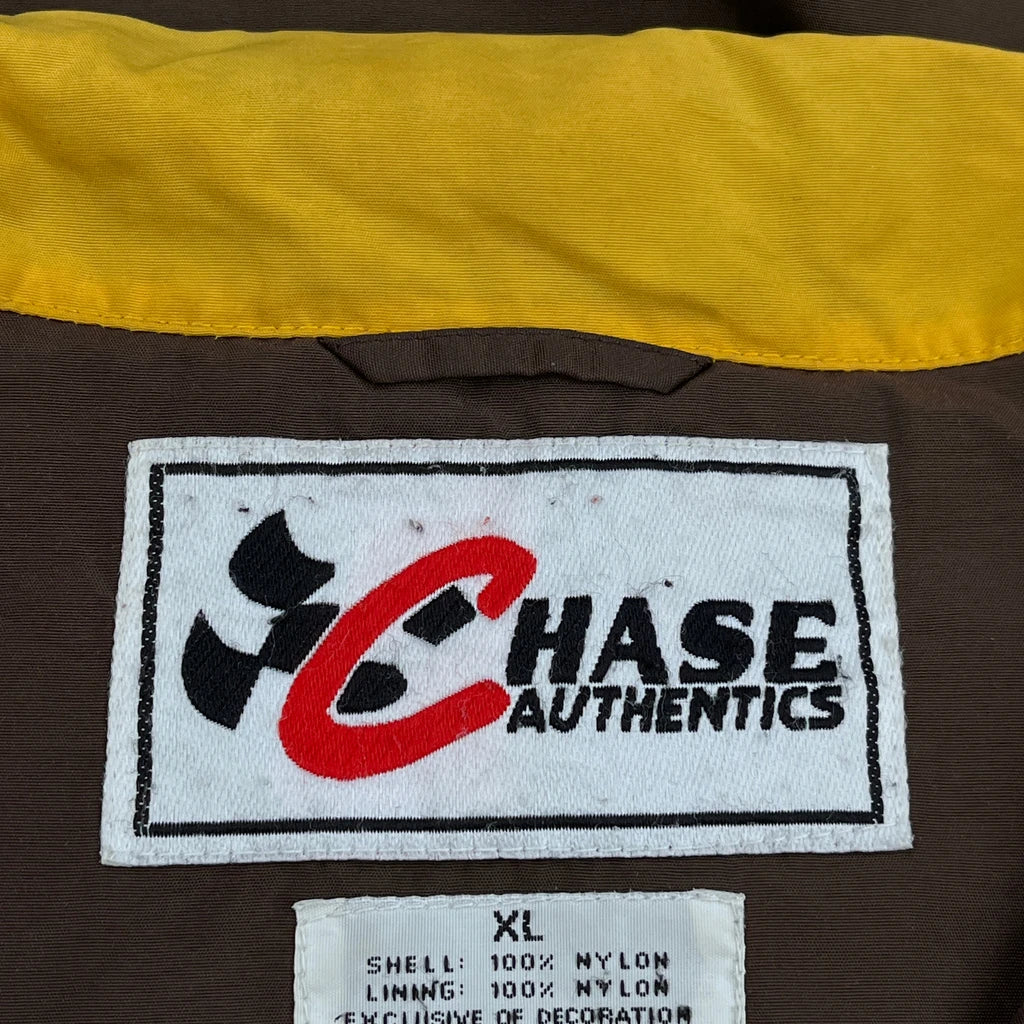 CHASE
AUTHENTICS
XL
SHELL: 100% NYLON
LINING: 100% NYLON
EXCLUSIVE OF DECORATION